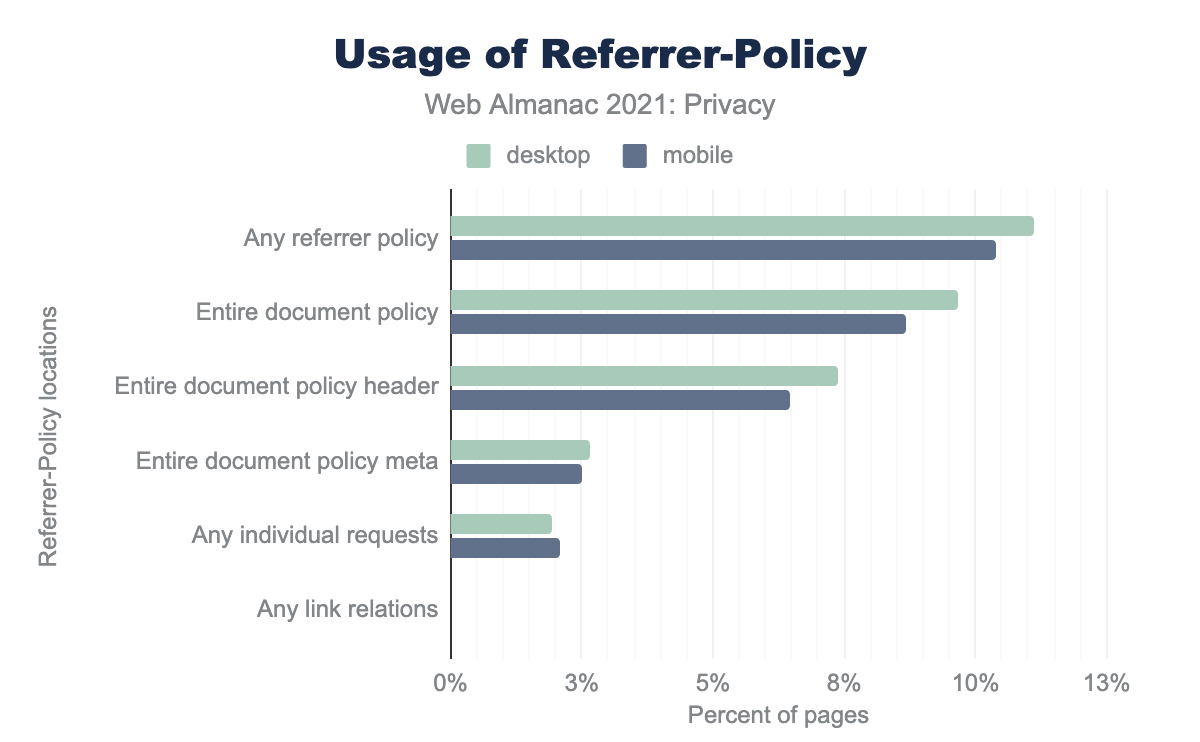 Usage of Referrer-Policy
Web Almanac 2021: Privacy
desktop
mobile
Referrer-Policy locations
Any referrer policy
Entire document policy
Entire document policy header
Entire document policy meta
Any individual requests
Any link relations
0% 3% 5% 8% 10% 13%
Percent of pages